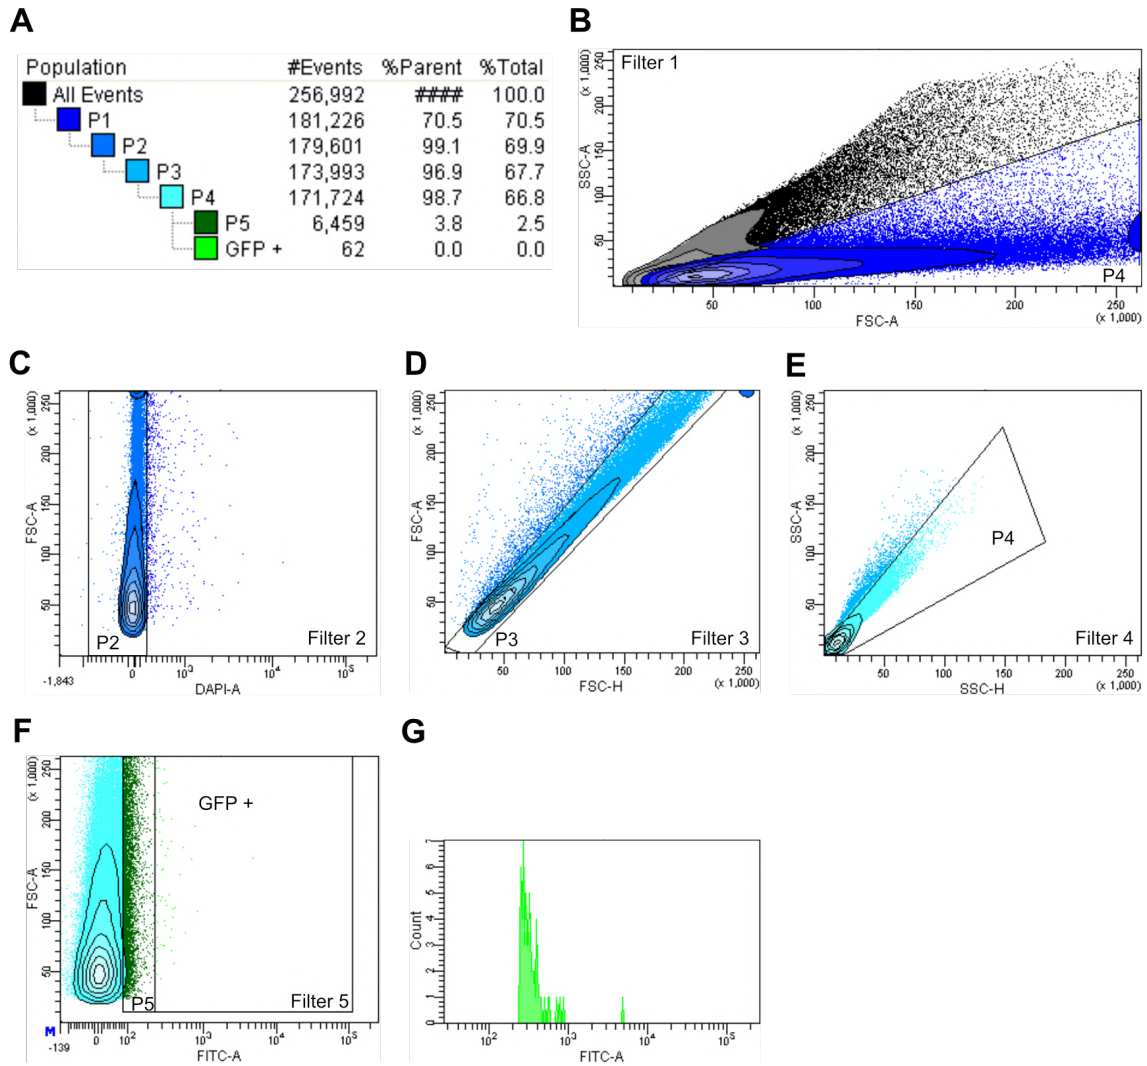 A
Population #Events %Parent %Total
All Events 256,992 #### 100.0
P1 181,226 70.5 70.5
P2 179,601 99.1 69.9
P3 173,993 96.9 67.7
P4 171,724 98.7 66.8
P5 6,459 3.8 2.5
GFP + 62 0.0 0.0
B
Filter 1
(x 1,000)
SSC-A
250
200
150
100
50
P4
50 100 150 200 250
FSC-A
(x 1,000)
C
(x 1,000)
FSC-A
250
200
150
100
50
P2
Filter 2
-1,843 0 10³ 10⁴ 10⁵
DAPI-A
D
(x 1,000)
FSC-A
250
200
150
100
50
P3
Filter 3
50 100 150 200 250
FSC-H
(x 1,000)
E
(x 1,000)
SSC-A
250
200
150
100
50
P4
Filter 4
50 100 150 200 250
SSC-H
(x 1,000)
F
(x 1,000)
FSC-A
250
200
150
100
50
GFP +
P5
Filter 5
M
-139 0 10² 10³ 10⁴ 10⁵
FITC-A
G
Count
7
6
5
4
3
2
1
0
10² 10³ 10⁴ 10⁵
FITC-A